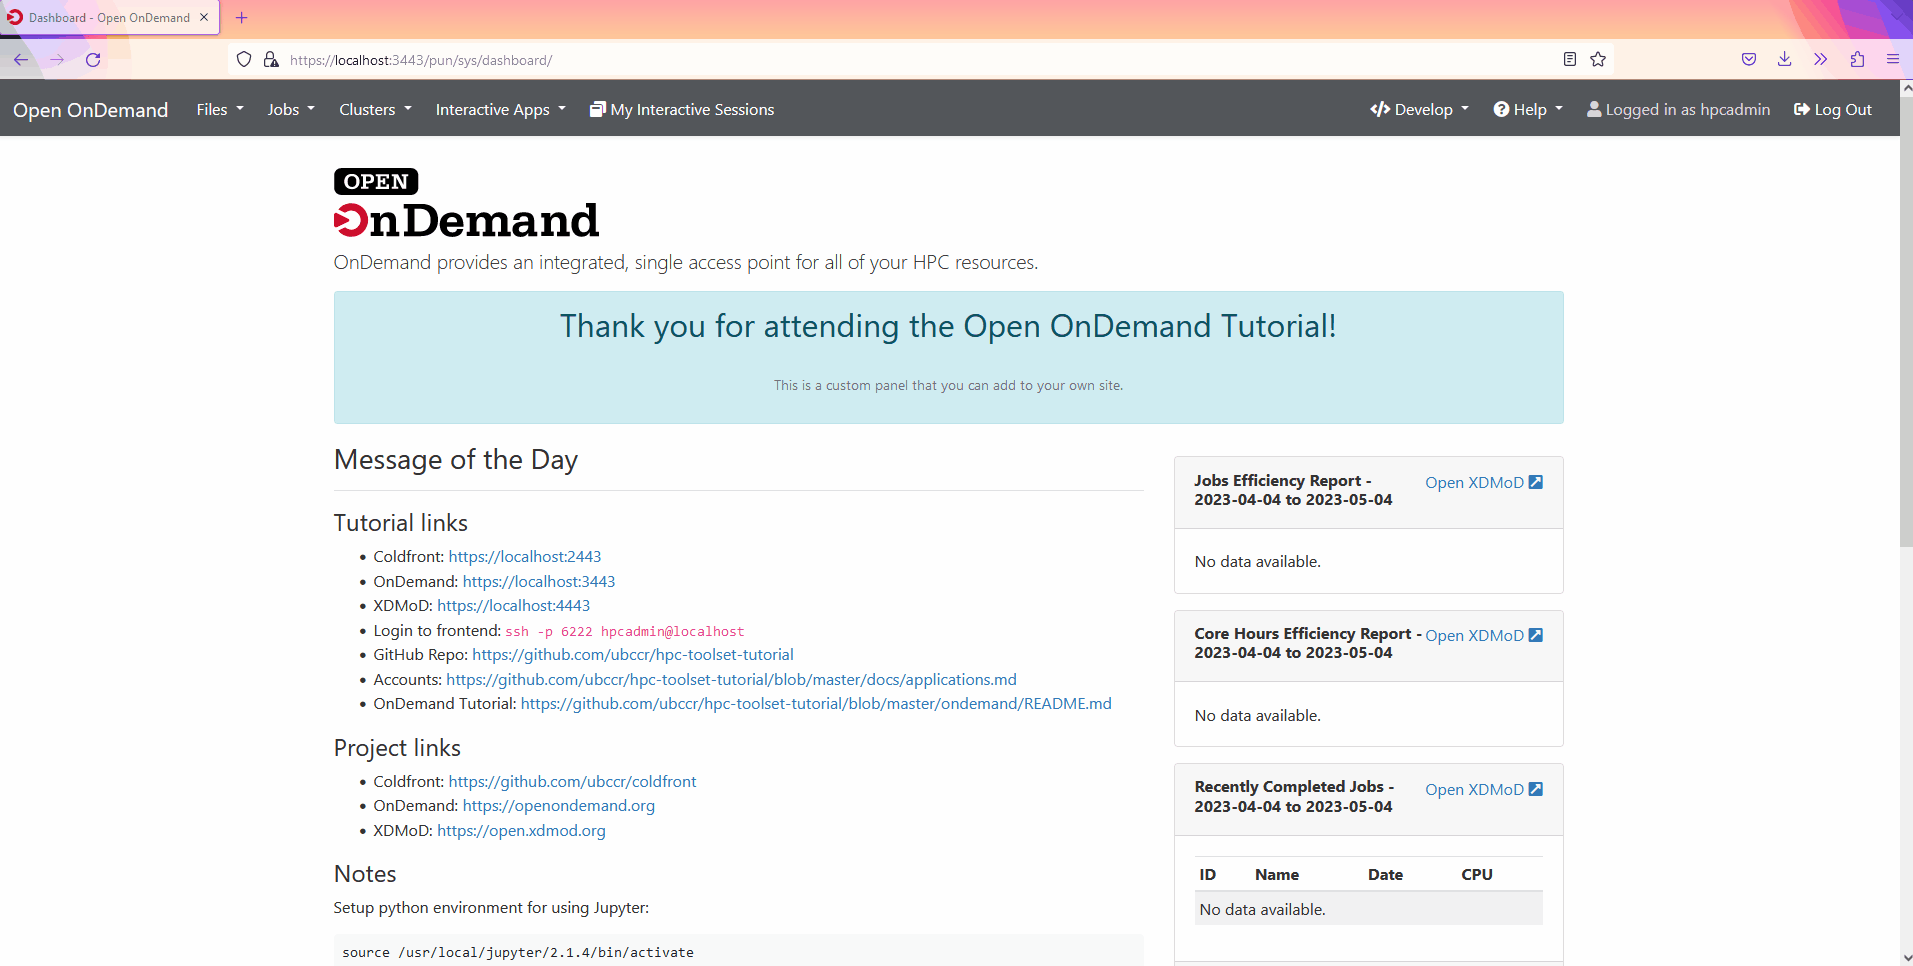 Dashboard - Open OnDemand
https://localhost:3443/pun/sys/dashboard/
Open OnDemand Files Jobs Clusters Interactive Apps My Interactive Sessions Develop Help Logged in as hpcadmin Log Out
OPEN
OnDemand
OnDemand provides an integrated, single access point for all of your HPC resources.
Thank you for attending the Open OnDemand Tutorial!
This is a custom panel that you can add to your own site.
Message of the Day
Tutorial links
Coldfront: https://localhost:2443
OnDemand: https://localhost:3443
XDMoD: https://localhost:4443
Login to frontend: ssh -p 6222 hpcadmin@localhost
GitHub Repo: https://github.com/ubccr/hpc-toolset-tutorial
Accounts: https://github.com/ubccr/hpc-toolset-tutorial/blob/master/docs/applications.md
OnDemand Tutorial: https://github.com/ubccr/hpc-toolset-tutorial/blob/master/ondemand/README.md
Project links
Coldfront: https://github.com/ubccr/coldfront
OnDemand: https://openondemand.org
XDMoD: https://open.xdmod.org
Notes
Setup python environment for using Jupyter:
source /usr/local/jupyter/2.1.4/bin/activate
Jobs Efficiency Report - Open XDMoD
2023-04-04 to 2023-05-04
No data available.
Core Hours Efficiency Report - Open XDMoD
2023-04-04 to 2023-05-04
No data available.
Recently Completed Jobs - Open XDMoD
2023-04-04 to 2023-05-04
ID Name Date CPU
No data available.